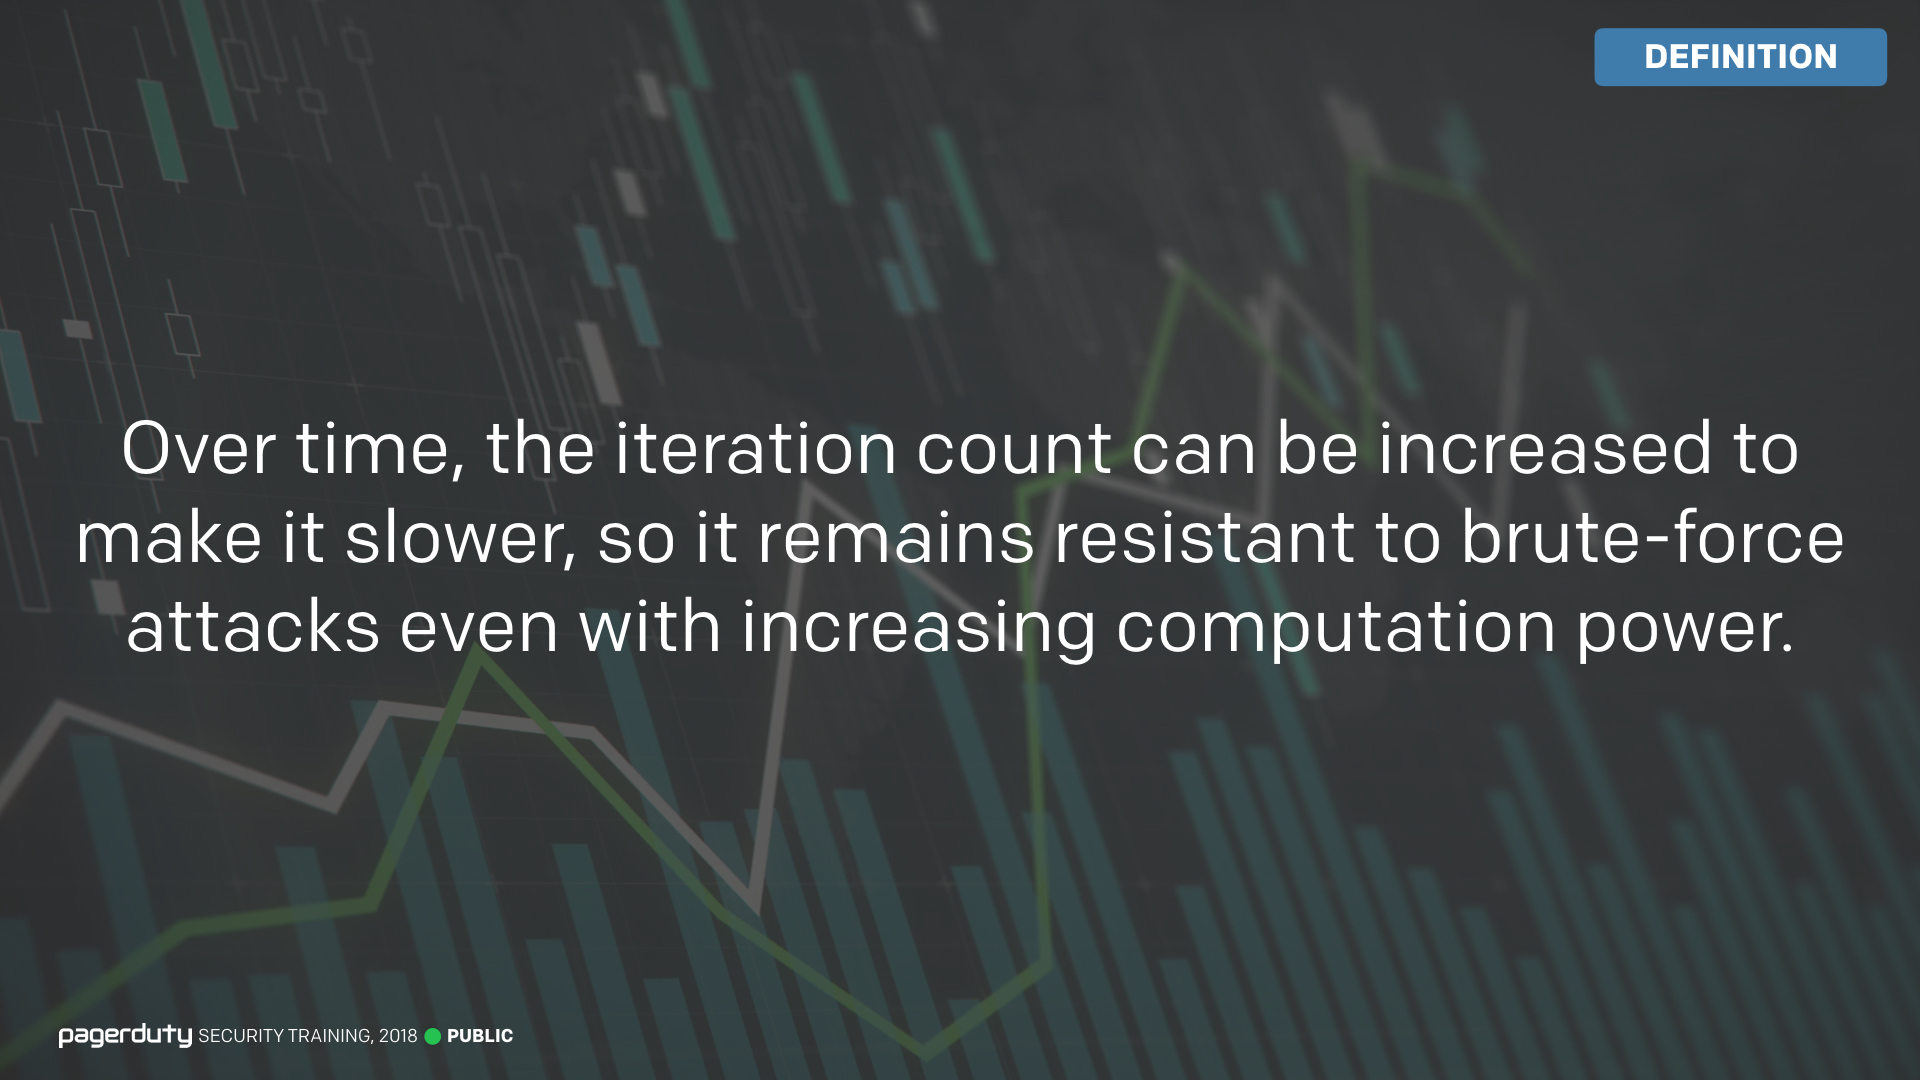 DEFINITION
Over time, the iteration count can be increased to
make it slower, so it remains resistant to brute-force
attacks even with increasing computation power.
pagerduty SECURITY TRAINING, 2018 PUBLIC